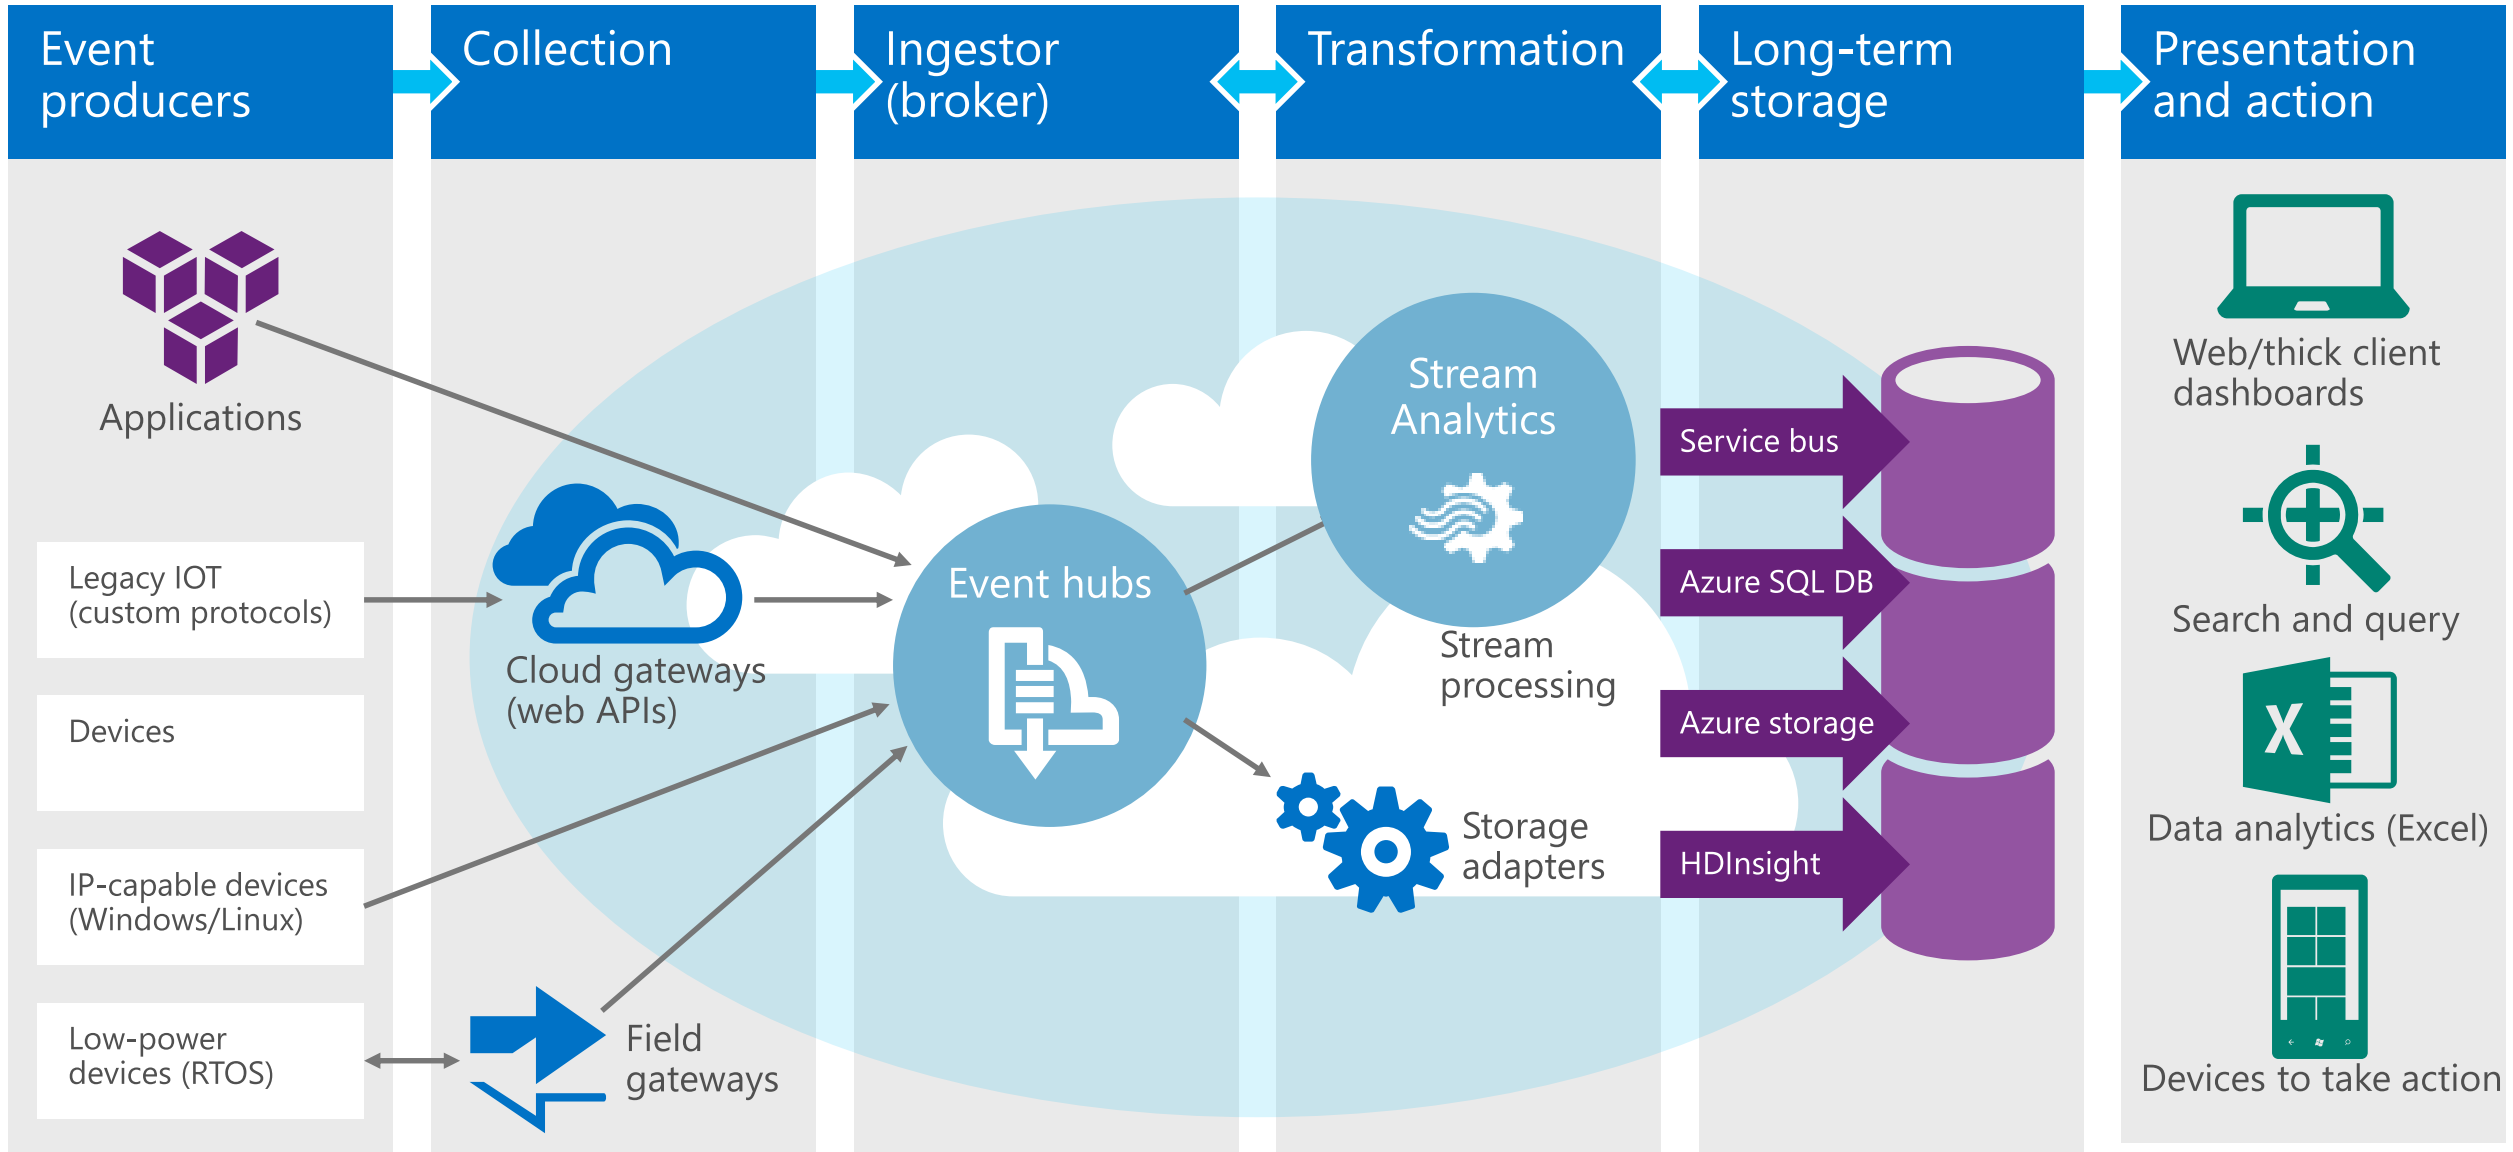 Event
producers
Collection
Ingestor
(broker)
Transformation
Long-term
storage
Presentation
and action
Applications
Legacy IOT
(custom protocols)
Devices
IP-capable devices
(Windows/Linux)
Low-power
devices (RTOS)
Cloud gateways
(web APIs)
Field
gateways
Event hubs
Stream
Analytics
Stream
processing
Storage
adapters
Service bus
Azure SQL DB
Azure storage
HDInsight
Web/thick client
dashboards
Search and query
X
Data analytics (Excel)
Devices to take action